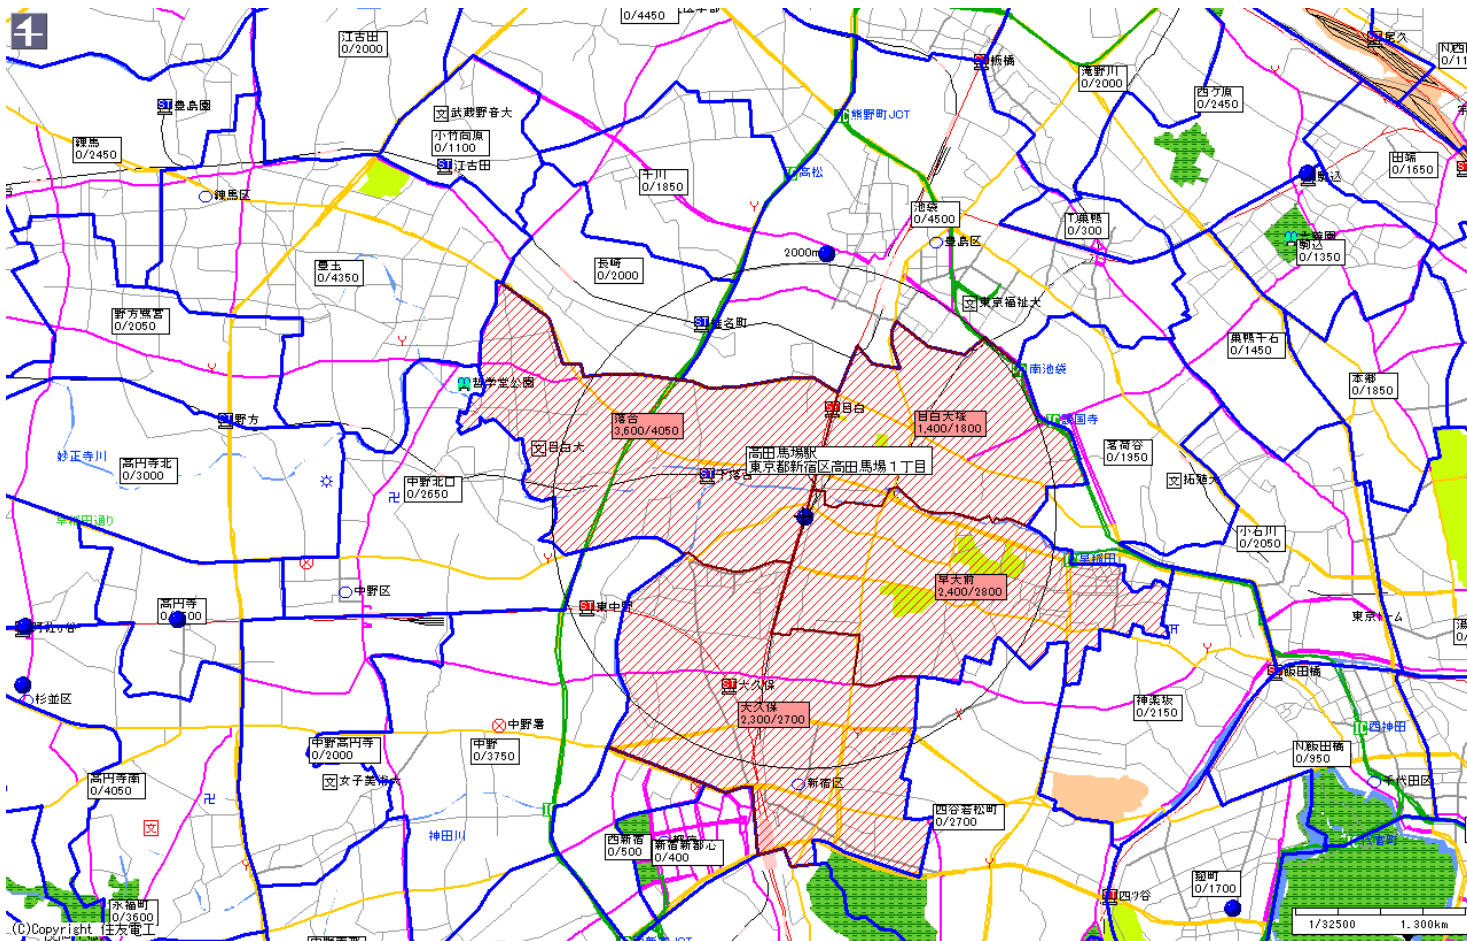 0/4450
江古田
0/2000
板橋
尾久
滝野川
0/2000
西ケ原
0/2450
豊島園
武蔵野音大
熊野町JCT
練馬
0/2450
小竹向原
0/1100
江古田
千川
0/1850
高松
駒込
田端
0/1650
練馬区
池袋
0/4500
T巣鴨
0/300
豊島区
2000m
六義園
駒込
0/1350
豊玉
0/4350
長崎
0/2000
東京福祉大
野方鷺宮
0/2050
椎名町
巣鴨千石
0/1450
南池袋
本郷
0/1850
哲学堂公園
目白
落合
3,600/4050
目白大塚
1,400/1800
護国寺
野方
目白大
茗荷谷
0/1950
妙正寺川
高円寺北
0/3000
中野北口
0/2650
下落合
高田馬場駅
東京都新宿区高田馬場1丁目
拓殖大
早稲田通り
小石川
0/2050
早稲田
早大前
2,400/2800
中野区
高円寺
東中野
東京ドーム
阿佐ヶ谷
飯田橋
大久保
杉並区
大久保
2,300/2700
神楽坂
0/2150
中野署
西神田
中野高円寺
0/2000
中野
0/3750
N飯田橋
0/950
高円寺南
0/4050
女子美術大
新宿区
千代田区
四谷若松町
0/2700
神田川
西新宿
0/500
新宿新都心
0/400
麹町
0/1700
四ツ谷
永福町
0/3600
(C)Copyright 住友電工
1/32500
1.300km